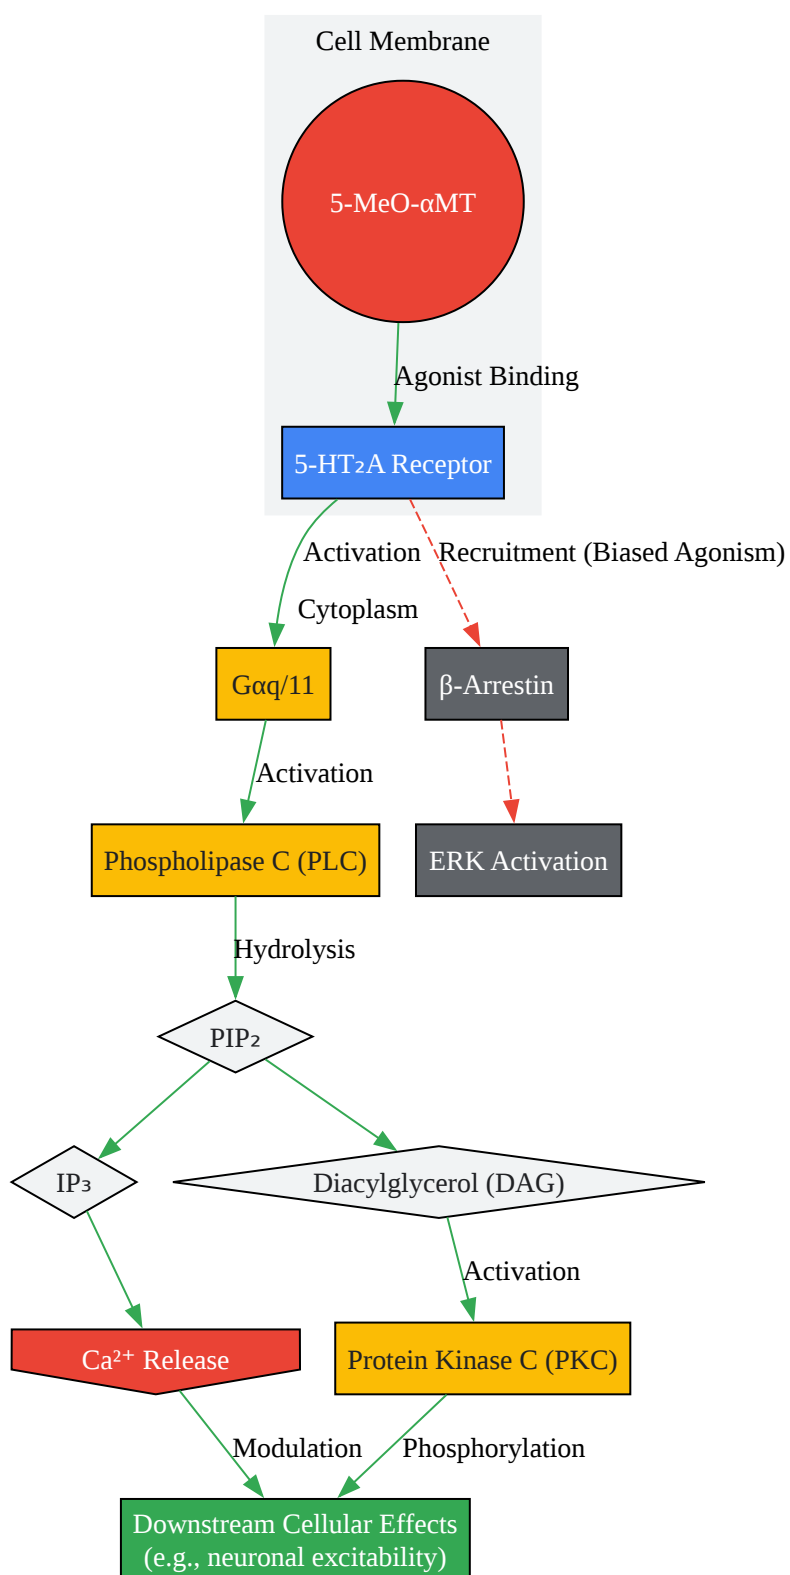 Cell Membrane
5-MeO-αMT
Agonist Binding
5-HT₂A Receptor
Activation
Recruitment (Biased Agonism)
Cytoplasm
Gαq/11
β-Arrestin
Activation
Phospholipase C (PLC)
ERK Activation
Hydrolysis
PIP₂
IP₃
Diacylglycerol (DAG)
Activation
Ca²⁺ Release
Protein Kinase C (PKC)
Modulation
Phosphorylation
Downstream Cellular Effects
(e.g., neuronal excitability)